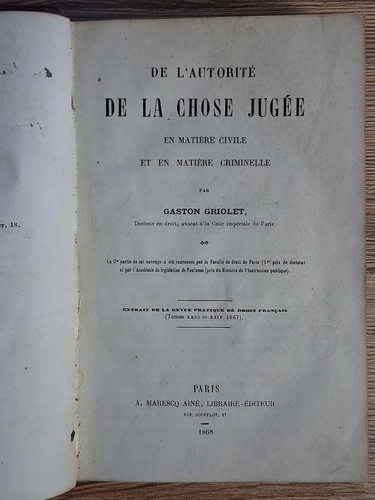 DE L'AUTORITÉ
DE LA CHOSE JUGÉE
EN MATIÈRE CIVILE
ET EN MATIÈRE CRIMINELLE
PAR
GASTON GRIOLET,
Docteur en droit, avocat à la Cour impériale de Paris.
La 2e partie de cet ouvrage a été couronnée par la Faculté de droit de Paris (1er prix de doctorat
et par l'Académie de législation de Toulouse (prix du Ministre de l'Instruction publique).
EXTRAIT DE LA REVUE PRATIQUE DE DROIT FRANÇAIS
(Tomes XXIII et XXIV 1867).
PARIS
A. MARESCQ AINÉ, LIBRAIRE-ÉDITEUR
RUE SOUFFLOT, 17
1868
18.